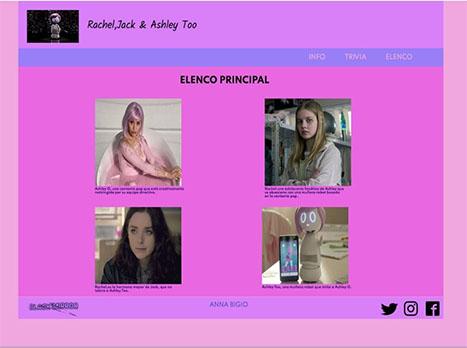 Rachel,Jack & Ashley Too
INFO TRIVIA ELENCO
ELENCO PRINCIPAL
Ashley O, una cantante pop que está creativamente
restringida por su equipo directivo.
Rachel una adolescente fanática de Ashley que
se obsesiona con una muñeca robot basada
en la cantante pop.
Rachel,es la hermana mayor de Jack, que no
tolera a Ashley Too.
Ashley Too, una muñeca robot que imita a Ashley O.
BLACK MIRROR
ANNA BIGIO